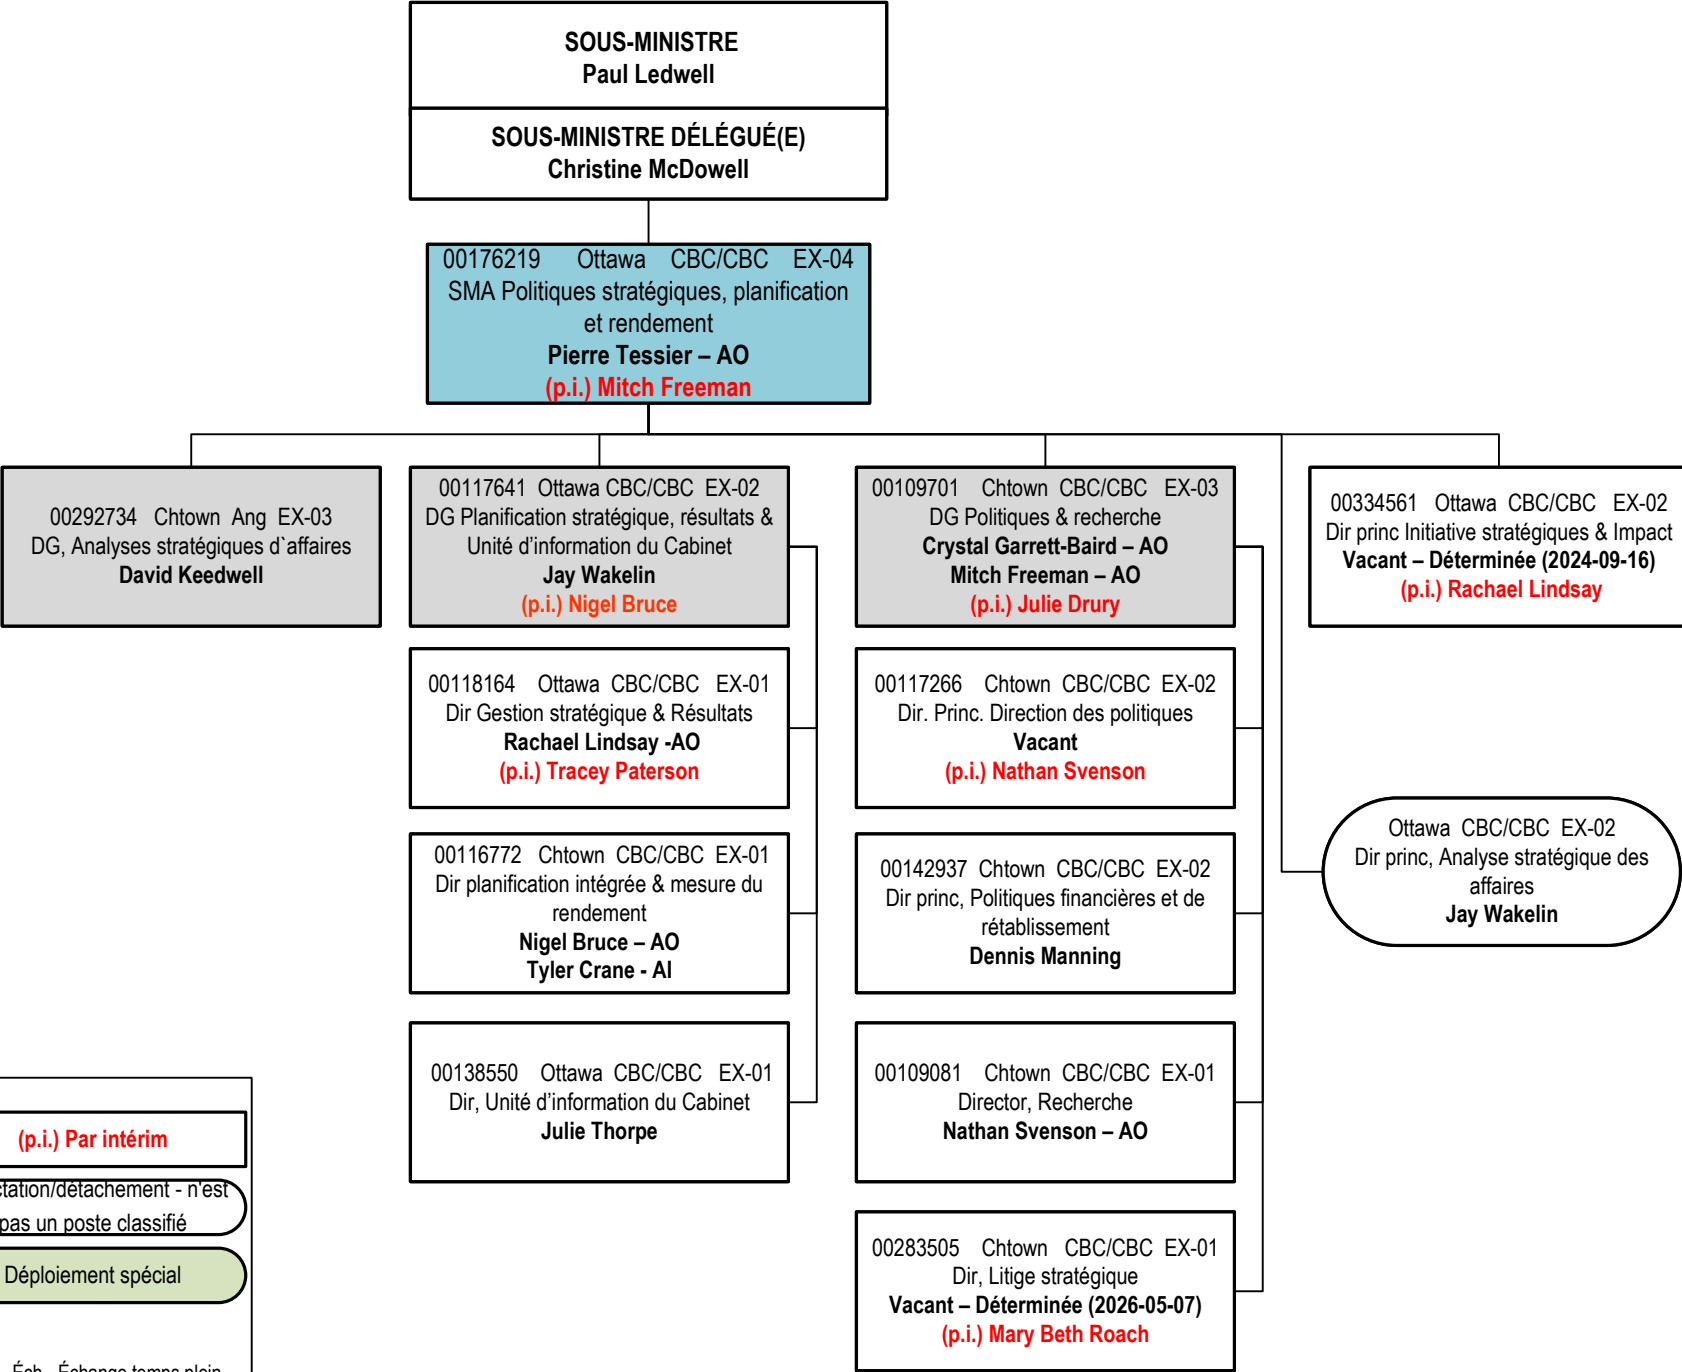 SOUS-MINISTRE
Paul Ledwell
SOUS-MINISTRE DÉLÉGUÉ(E)
Christine McDowell
00176219 Ottawa CBC/CBC EX-04
SMA Politiques stratégiques, planification
et rendement
Pierre Tessier – AO
(p.i.) Mitch Freeman
00292734 Chtown Ang EX-03
DG, Analyses stratégiques d`affaires
David Keedwell
00117641 Ottawa CBC/CBC EX-02
DG Planification stratégique, résultats &
Unité d’information du Cabinet
Jay Wakelin
(p.i.) Nigel Bruce
00109701 Chtown CBC/CBC EX-03
DG Politiques & recherche
Crystal Garrett-Baird – AO
Mitch Freeman – AO
(p.i.) Julie Drury
00334561 Ottawa CBC/CBC EX-02
Dir princ Initiative stratégiques & Impact
Vacant – Déterminée (2024-09-16)
(p.i.) Rachael Lindsay
00118164 Ottawa CBC/CBC EX-01
Dir Gestion stratégique & Résultats
Rachael Lindsay -AO
(p.i.) Tracey Paterson
00117266 Chtown CBC/CBC EX-02
Dir. Princ. Direction des politiques
Vacant
(p.i.) Nathan Svenson
Ottawa CBC/CBC EX-02
Dir princ, Analyse stratégique des
affaires
Jay Wakelin
00116772 Chtown CBC/CBC EX-01
Dir planification intégrée & mesure du
rendement
Nigel Bruce – AO
Tyler Crane - AI
00142937 Chtown CBC/CBC EX-02
Dir princ, Politiques financières et de
rétablissement
Dennis Manning
00138550 Ottawa CBC/CBC EX-01
Dir, Unité d’information du Cabinet
Julie Thorpe
00109081 Chtown CBC/CBC EX-01
Director, Recherche
Nathan Svenson – AO
00283505 Chtown CBC/CBC EX-01
Dir, Litige stratégique
Vacant – Déterminée (2026-05-07)
(p.i.) Mary Beth Roach
(p.i.) Par intérim
ctation/détachement - n'est
pas un poste classifié
Déploiement spécial
Éch - Échange temps plein